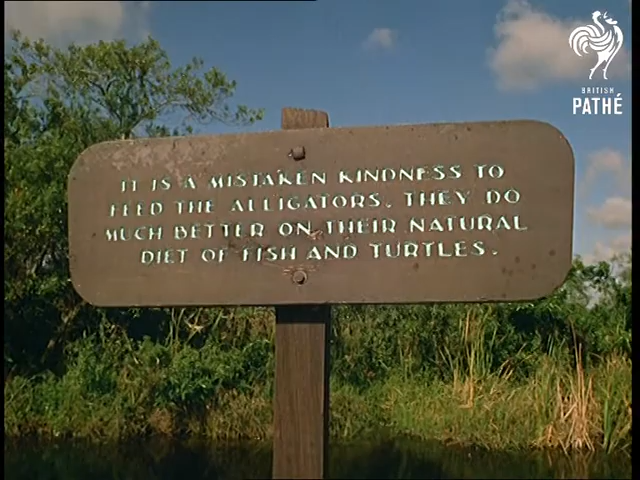 BRITISH
PATHÉ
IT IS A MISTAKEN KINDNESS TO
FEED THE ALLIGATORS. THEY DO
MUCH BETTER ON THEIR NATURAL
DIET OF FISH AND TURTLES.